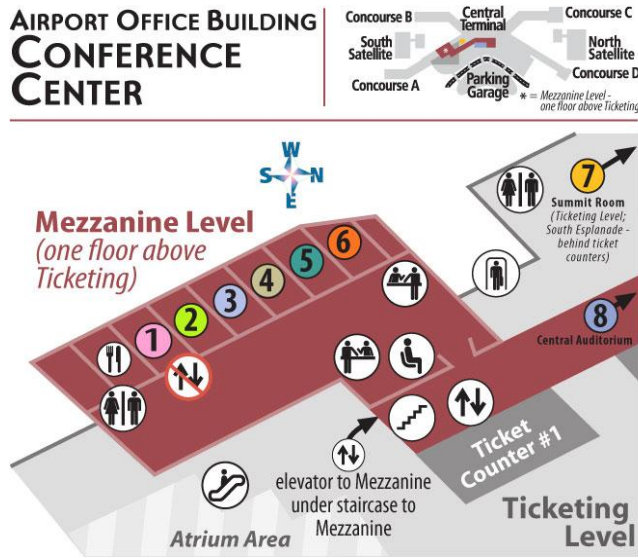 AIRPORT OFFICE BUILDING
CONFERENCE
CENTER
Concourse B
Central
Terminal
Concourse C
South
Satellite
North
Satellite
Concourse A
Parking
Garage
Concourse D
* = Mezzanine Level -
one floor above Ticketing
W
S N
E
Mezzanine Level
(one floor above
Ticketing)
1
2
3
4
5
6
7
Summit Room
(Ticketing Level;
South Esplanade -
behind ticket
counters)
8
Central Auditorium
Ticket
Counter #1
elevator to Mezzanine
under staircase to
Mezzanine
Atrium Area
Ticketing
Level